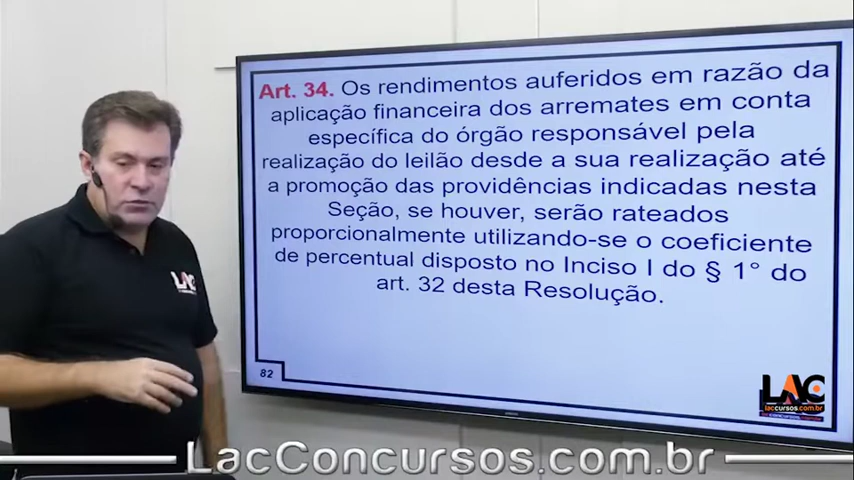 Art. 34. Os rendimentos auferidos em razão da
aplicação financeira dos arremates em conta
específica do órgão responsável pela
realização do leilão desde a sua realização até
a promoção das providências indicadas nesta
Seção, se houver, serão rateados
proporcionalmente utilizando-se o coeficiente
de percentual disposto no Inciso I do § 1° do
art. 32 desta Resolução.
82
LAC
LAC
LacConcursos.com.br
LacConcursos.com.br